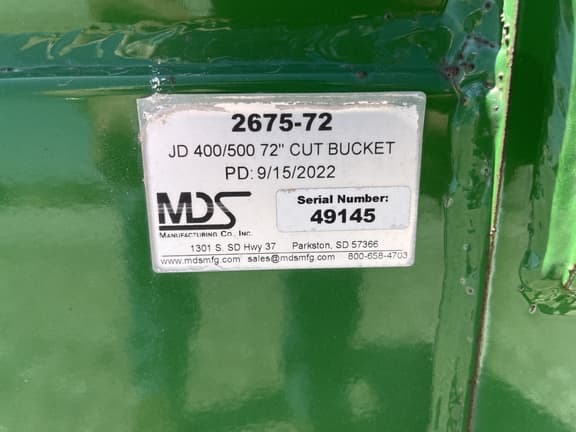 2675-72
JD 400/500 72" CUT BUCKET
PD: 9/15/2022
MDS
MANUFACTURING CO., INC.
Serial Number:
49145
1301 S. SD Hwy 37 Parkston, SD 57366
www.mdsmfg.com sales@mdsmfg.com 800-658-4703